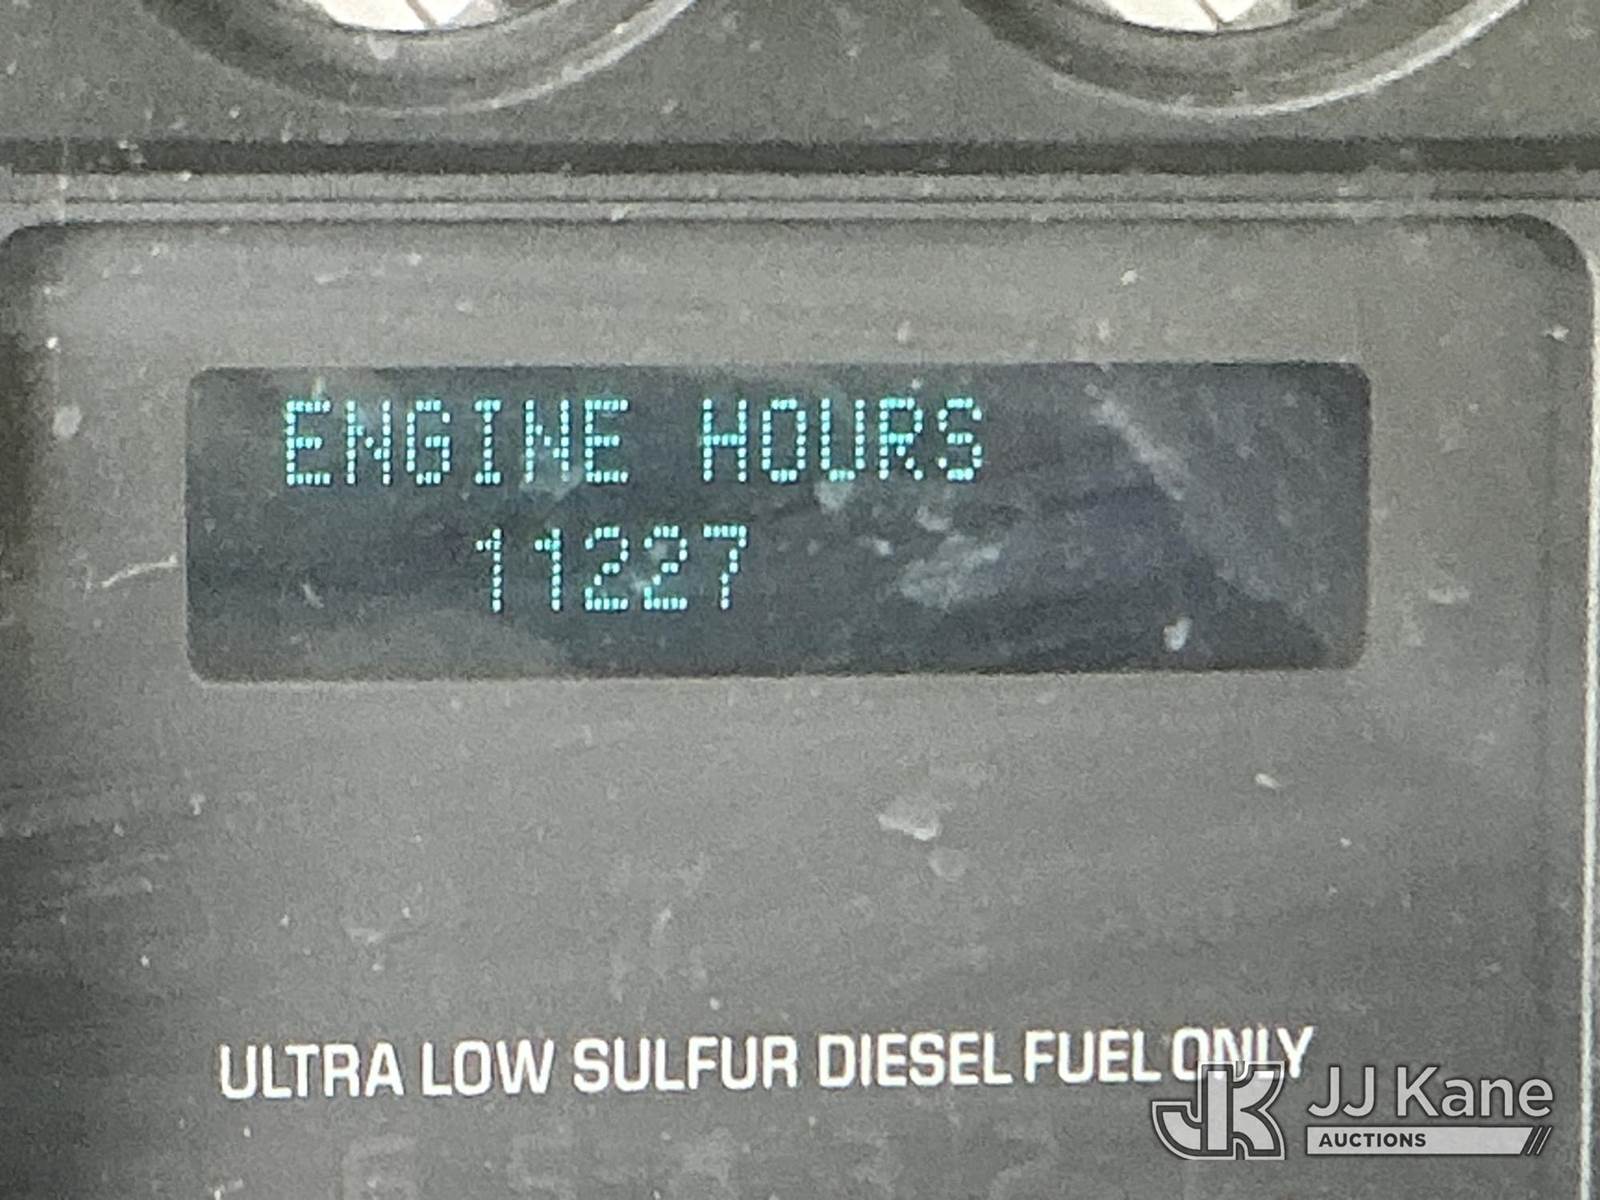 ENGINE HOURS
11227
ULTRA LOW SULFUR DIESEL FUEL ONLY
JJ Kane
AUCTIONS